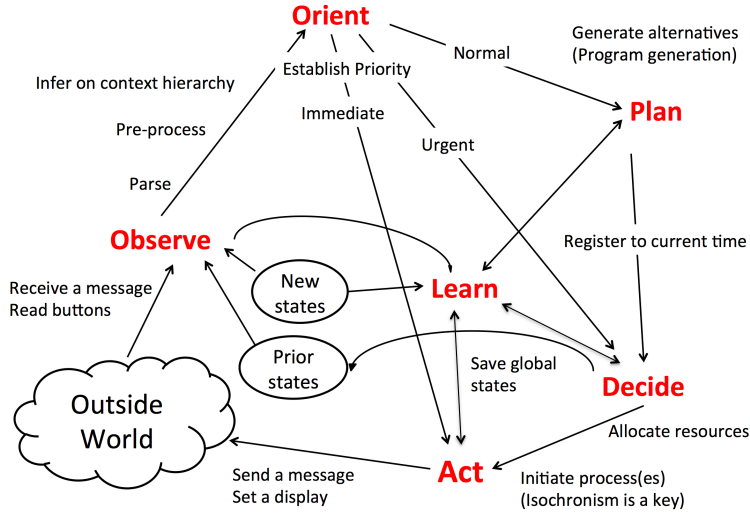 Orient
Generate alternatives
(Program generation)
Normal
Establish Priority
Infer on context hierarchy
Immediate
Plan
Pre-process
Urgent
Parse
Observe
Register to current time
New
states
Learn
Receive a message
Read buttons
Prior
states
Save global
states
Decide
Outside
World
Allocate resources
Act
Send a message
Set a display
Initiate process(es)
(Isochronism is a key)